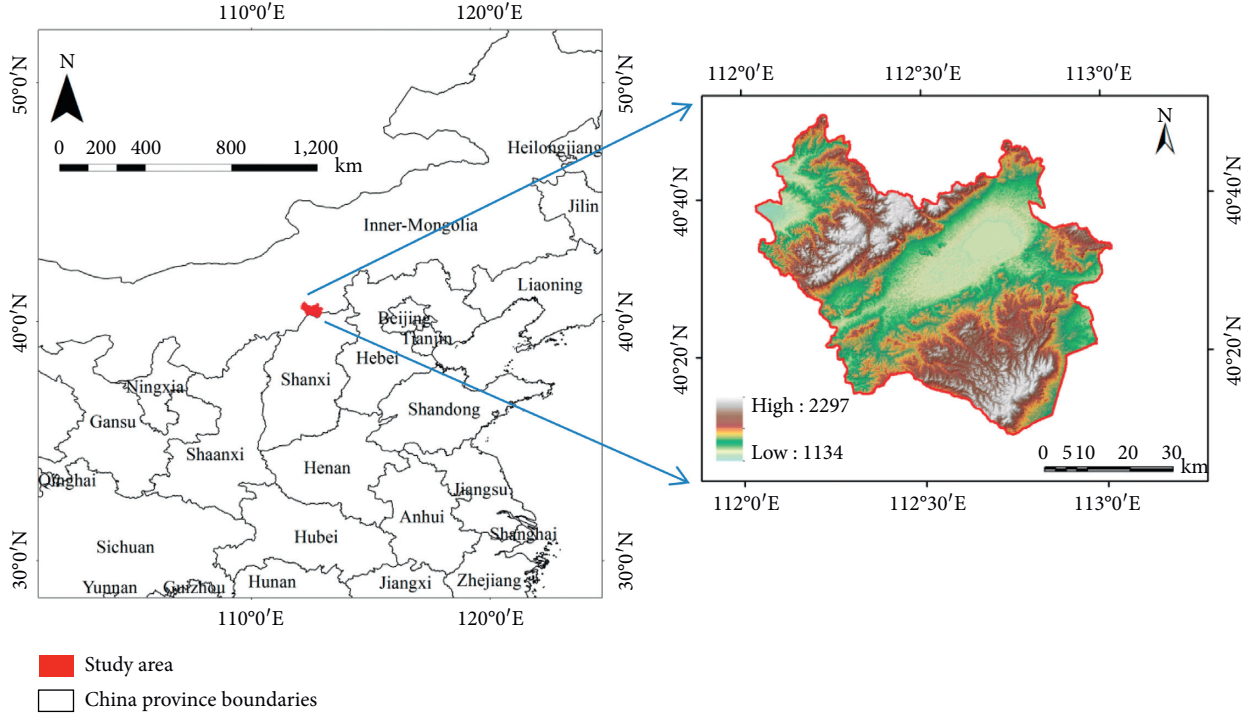 110°0′E
120°0′E
50°0′N
40°0′N
30°0′N
N
0 200 400 800 1,200
km
Heilongjiang
Jilin
Inner-Mongolia
Liaoning
Beijing
Tianjin
Hebei
Shanxi
Ningxia
Shandong
Gansu
Shaanxi
Henan
Qinghai
Jiangsu
Anhui
Shanghai
Hubei
Sichuan
Yunnan
Guizhou
Hunan
Jiangxi
Zhejiang
50°0′N
40°0′N
30°0′N
110°0′E
120°0′E
Study area
China province boundaries
112°0′E
112°30′E
113°0′E
N
40°40′N
40°20′N
High : 2297
Low : 1134
0 5 10 20 30
km
40°40′N
40°20′N
112°0′E
112°30′E
113°0′E